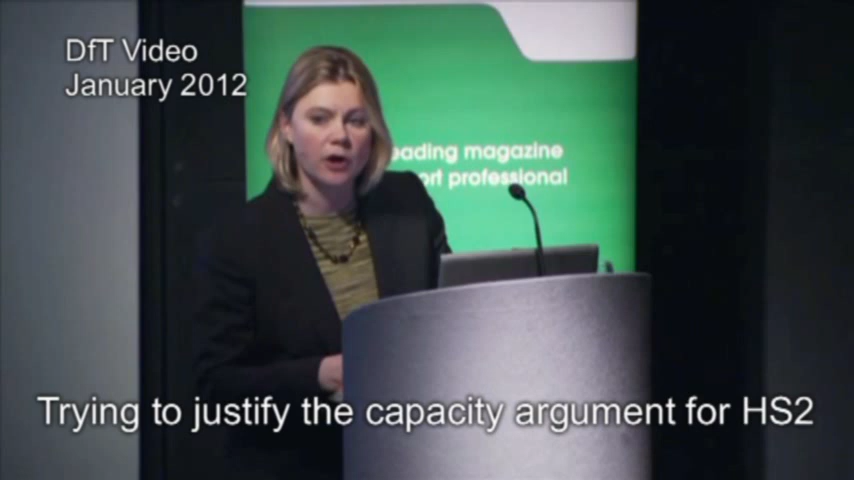 DfT Video
January 2012
eading magazine
ort professional
Trying to justify the capacity argument for HS2